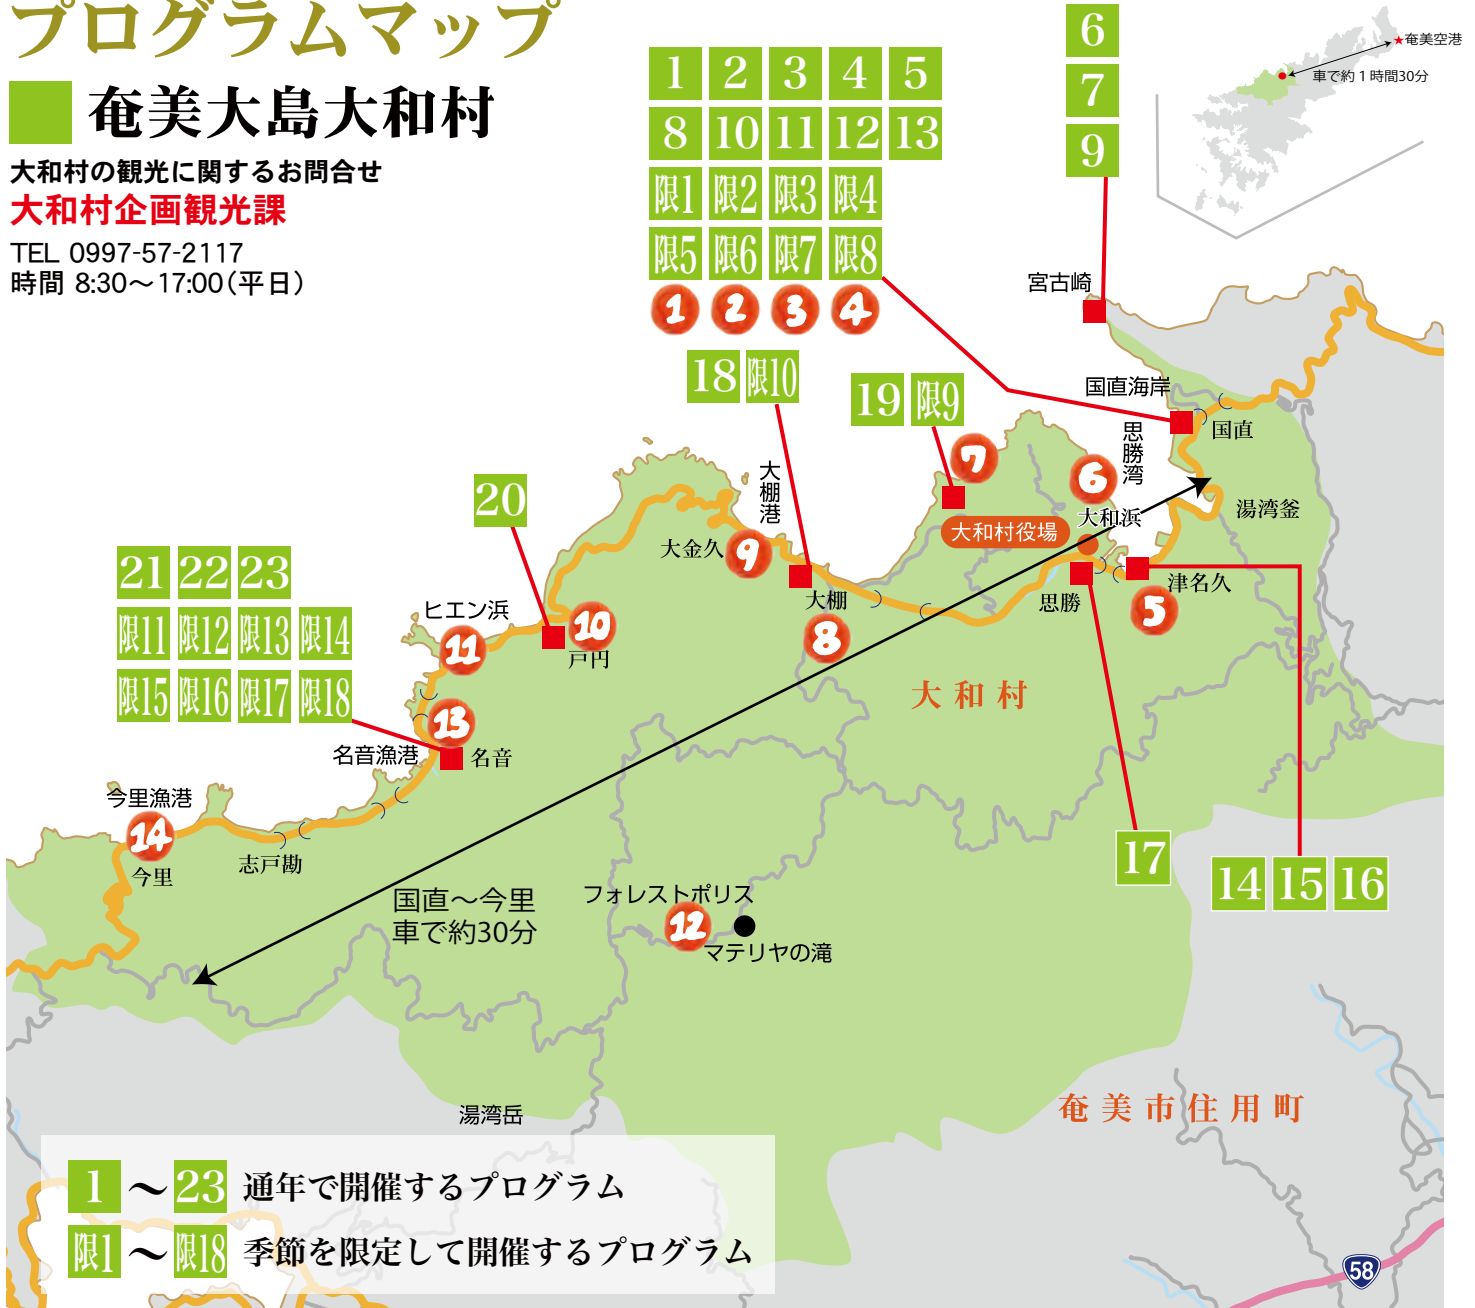 プログラムマップ
奄美大島大和村
大和村の観光に関するお問合せ
大和村企画観光課
TEL 0997-57-2117
時間 8:30～17:00（平日）
1 2 3 4 5
8 10 11 12 13
限1 限2 限3 限4
限5 限6 限7 限8
1 2 3 4
6
7
9
奄美空港
車で約１時間30分
宮古崎
18 限10
19 限9
国直海岸
国直
思勝湾
7
6
大棚港
20
大和浜
大和村役場
湯湾釜
大金久
9
21 22 23
限11 限12 限13 限14
限15 限16 限17 限18
ヒエン浜
11
10
戸円
大棚
8
思勝
津名久
5
大和村
13
名音漁港
名音
今里漁港
14
今里
志戸勘
17
14 15 16
国直～今里
車で約30分
フォレストポリス
12
マテリヤの滝
奄美市住用町
湯湾岳
1 ～ 23 通年で開催するプログラム
限1 ～ 限18 季節を限定して開催するプログラム
58